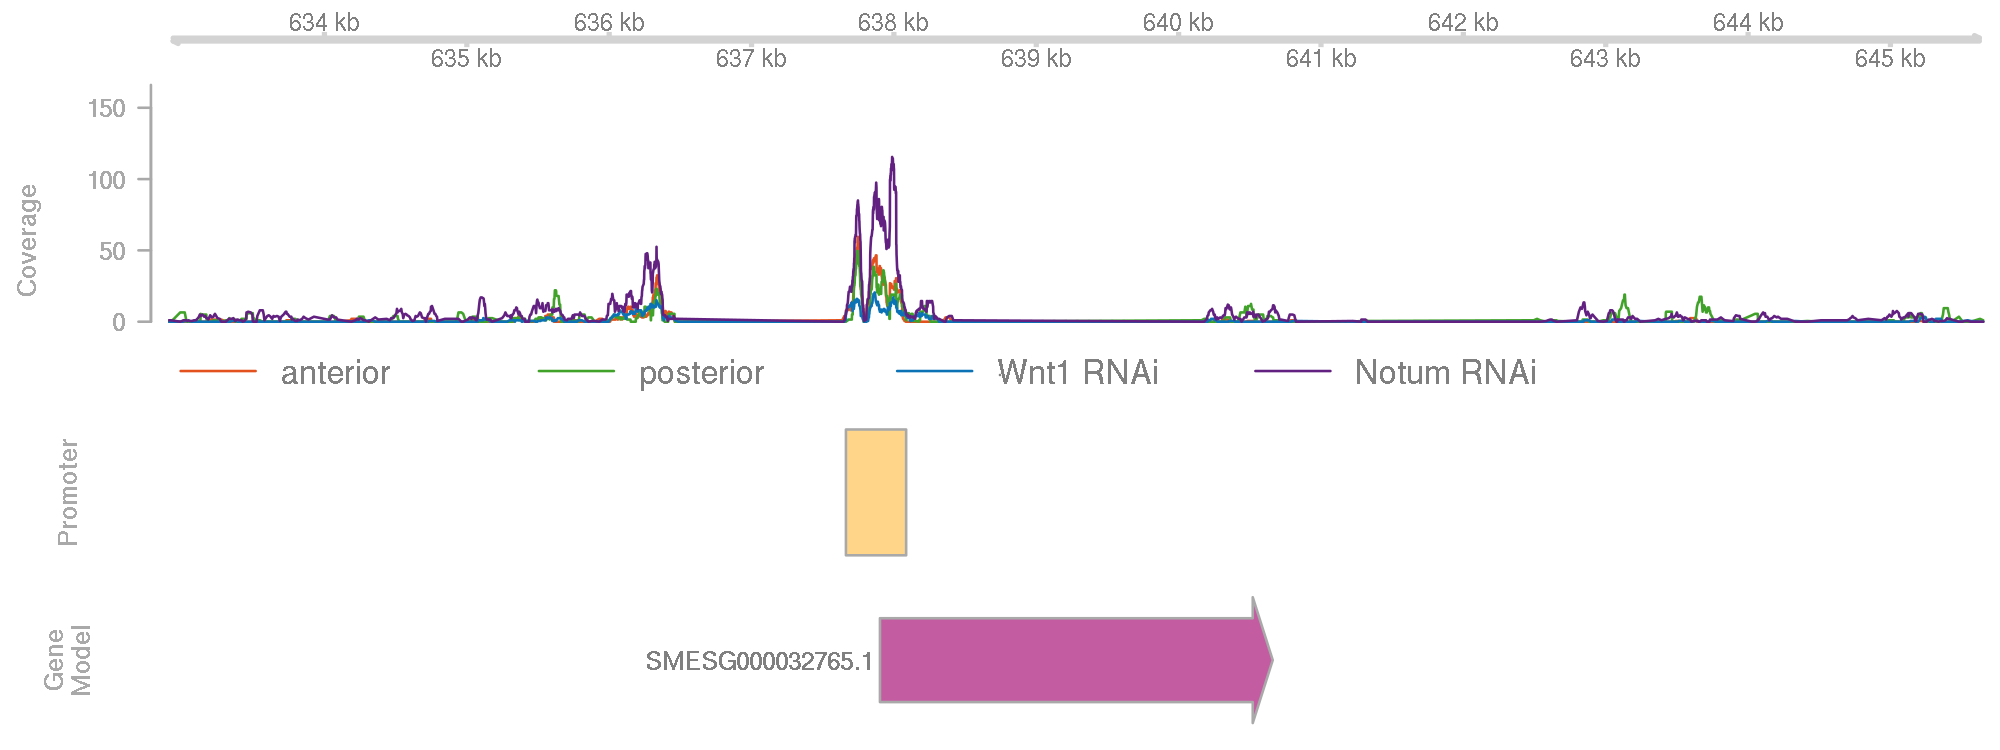 634 kb 636 kb 638 kb 640 kb 642 kb 644 kb
635 kb 637 kb 639 kb 641 kb 643 kb 645 kb
Coverage
150
100
50
0
anterior posterior Wnt1 RNAi Notum RNAi
Promoter
Gene
Model
SMESG000032765.1